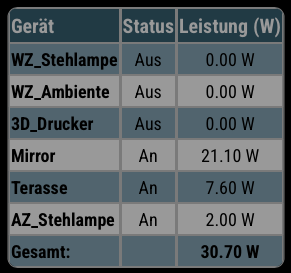 Gerät Status Leistung (W)
WZ_Stehlampe Aus 0.00 W
WZ_Ambiente Aus 0.00 W
3D_Drucker Aus 0.00 W
Mirror An 21.10 W
Terasse An 7.60 W
AZ_Stehlampe An 2.00 W
Gesamt: 30.70 W